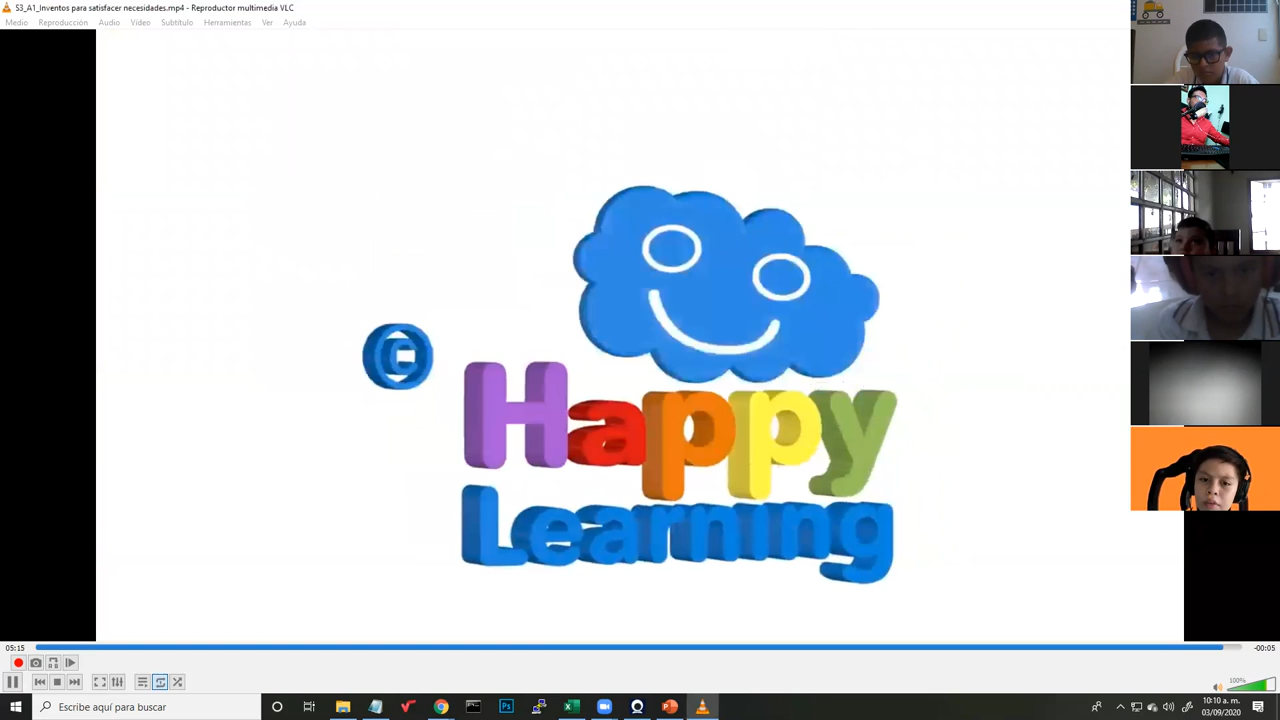 S3_A1_Inventos para satisfacer necesidades.mp4 - Reproductor multimedia VLC
Medio Reproducción Audio Vídeo Subtítulo Herramientas Ver Ayuda
©
Happy
Learning
05:15
-00:05
100%
Escribe aquí para buscar
10:10 a. m.
03/09/2020